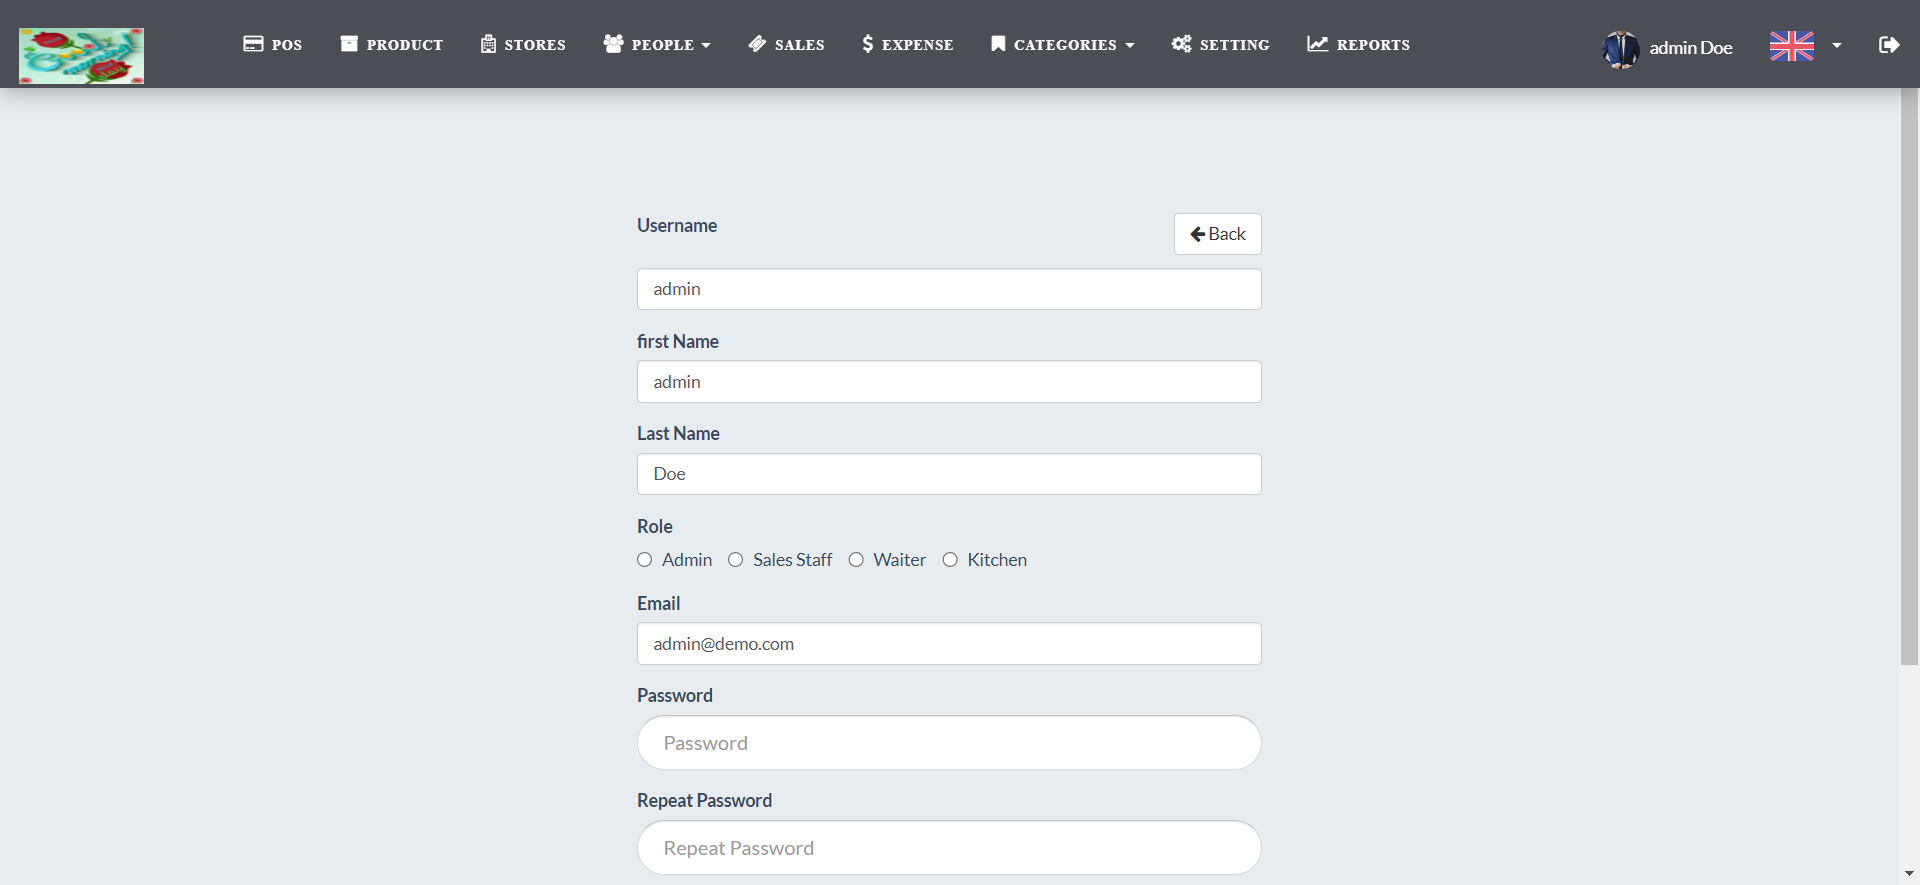 POS PRODUCT STORES PEOPLE SALES EXPENSE CATEGORIES SETTING REPORTS admin Doe
Username
Back
admin
first Name
admin
Last Name
Doe
Role
Admin Sales Staff Waiter Kitchen
Email
admin@demo.com
Password
Password
Repeat Password
Repeat Password